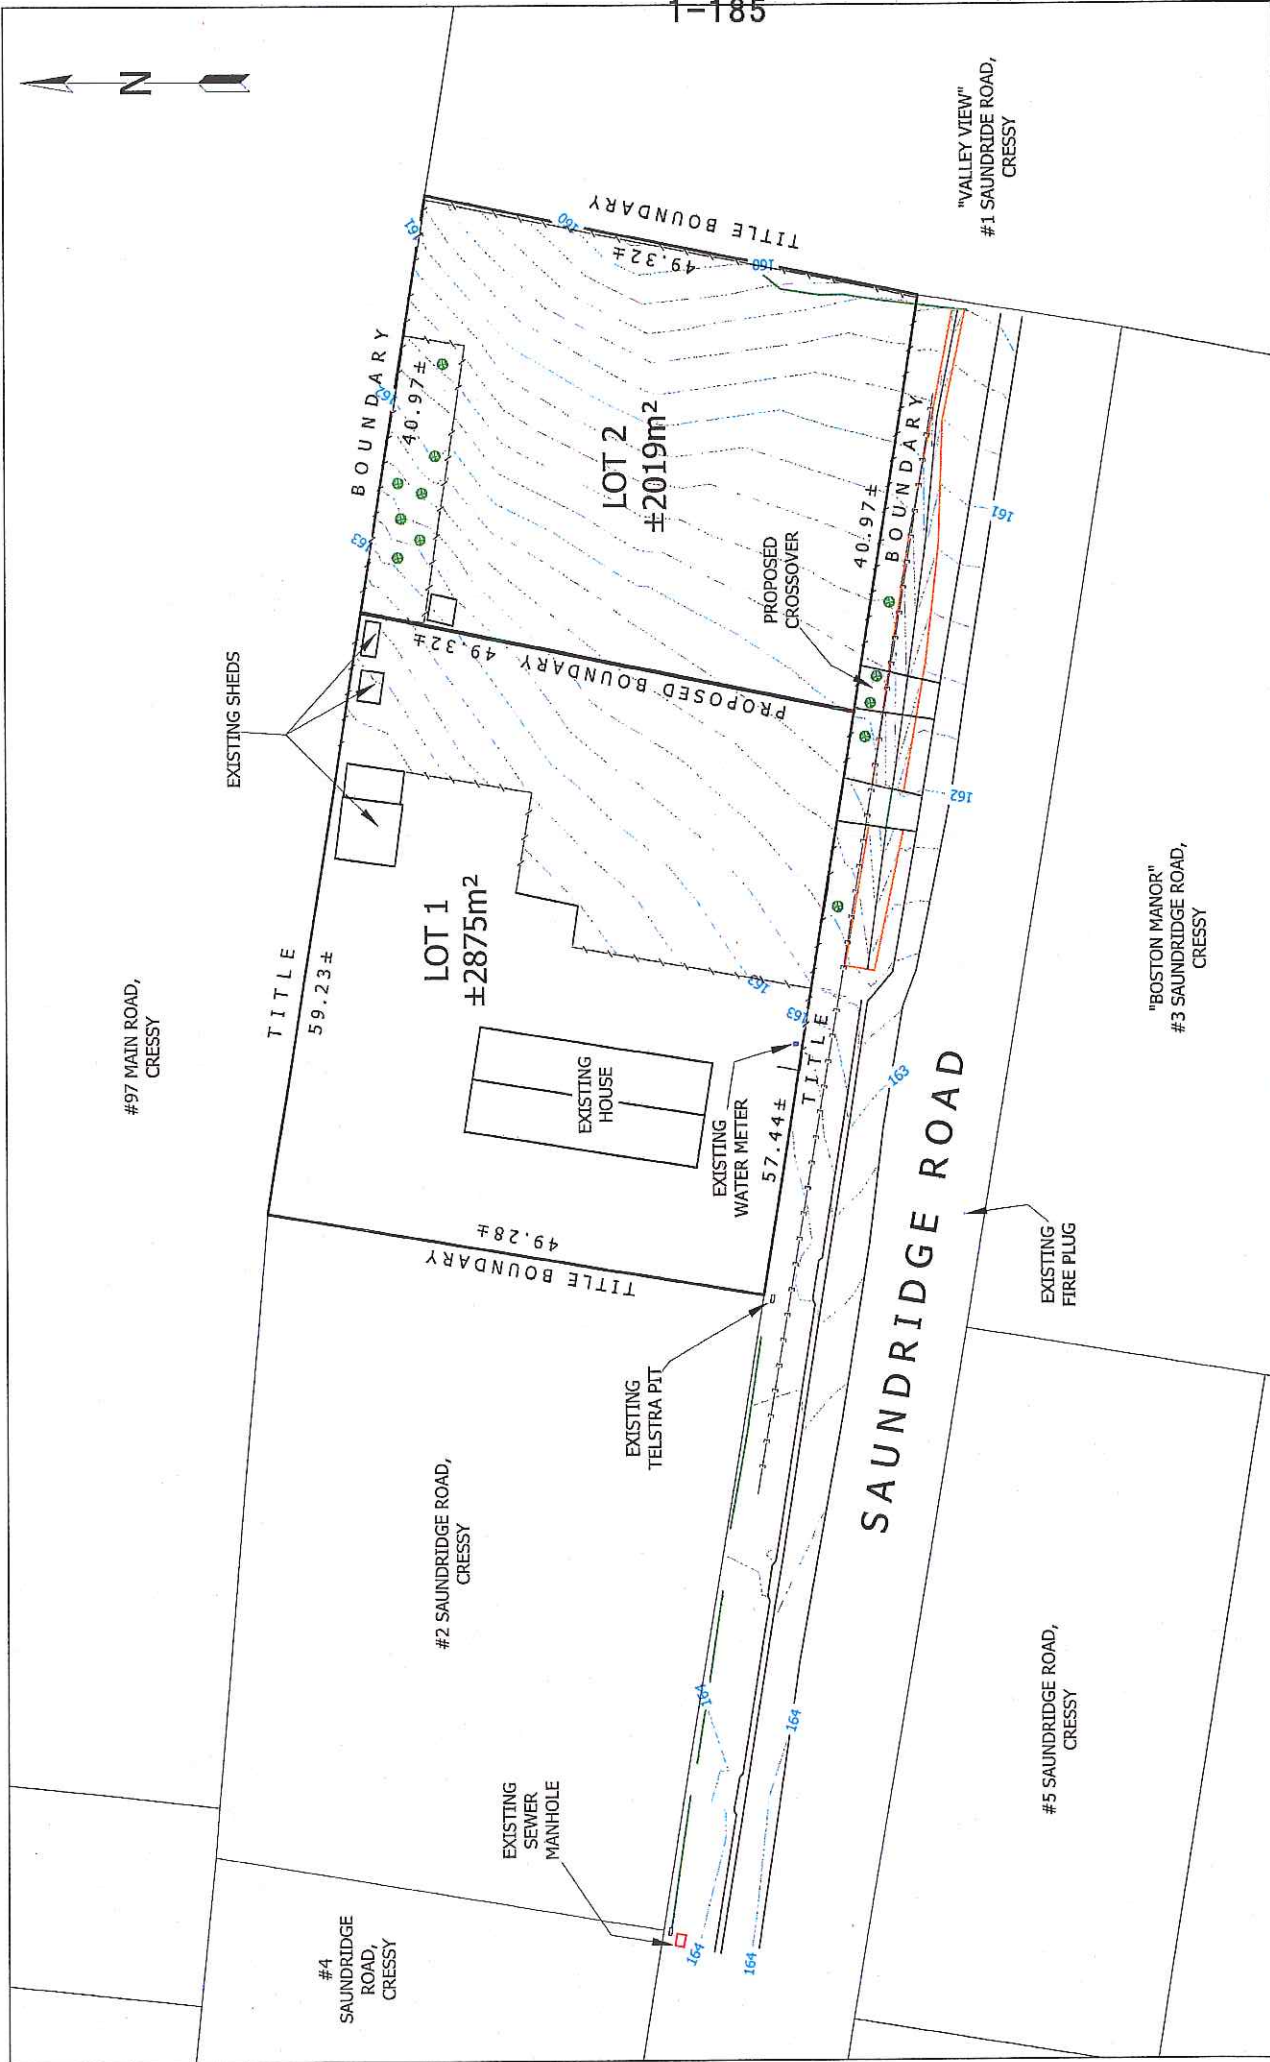 1-185
N
#97 MAIN ROAD,
CRESSY
EXISTING SHEDS
TITLE
BOUNDARY
59.23±
40.97±
161
162
163
TITLE BOUNDARY
49.32±
160
160
"VALLEY VIEW"
#1 SAUNDRIDE ROAD,
CRESSY
LOT 1
±2875m²
LOT 2
±2019m²
PROPOSED BOUNDARY
49.32±
EXISTING
HOUSE
TITLE BOUNDARY
49.28±
EXISTING
WATER METER
57.44±
TITLE
163
163
PROPOSED
CROSSOVER
40.97±
BOUNDARY
161
162
163
#4
SAUNDRIDGE
ROAD,
CRESSY
#2 SAUNDRIDGE ROAD,
CRESSY
EXISTING
SEWER
MANHOLE
EXISTING
TELSTRA PIT
164
164
164
164
SAUNDRIDGE ROAD
EXISTING
FIRE PLUG
#5 SAUNDRIDGE ROAD,
CRESSY
"BOSTON MANOR"
#3 SAUNDRIDGE ROAD,
CRESSY